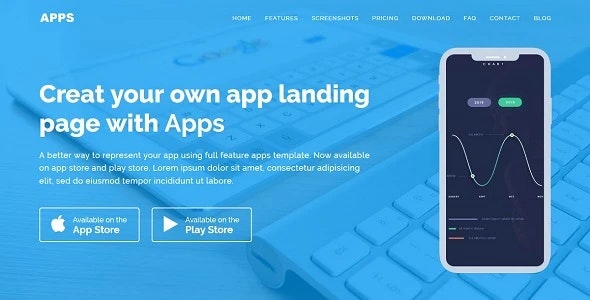 APPS
HOME FEATURES SCREENSHOTS PRICING DOWNLOAD FAQ CONTACT BLOG
Google
CHART
Creat your own app landing
page with Apps
A better way to represent your app using full feature apps template. Now available
on app store and play store. Lorem ipsum dolor sit amet, consectetur adipisicing
elit, sed do eiusmod tempor incididunt ut labore.
Available on the
App Store
Available on the
Play Store